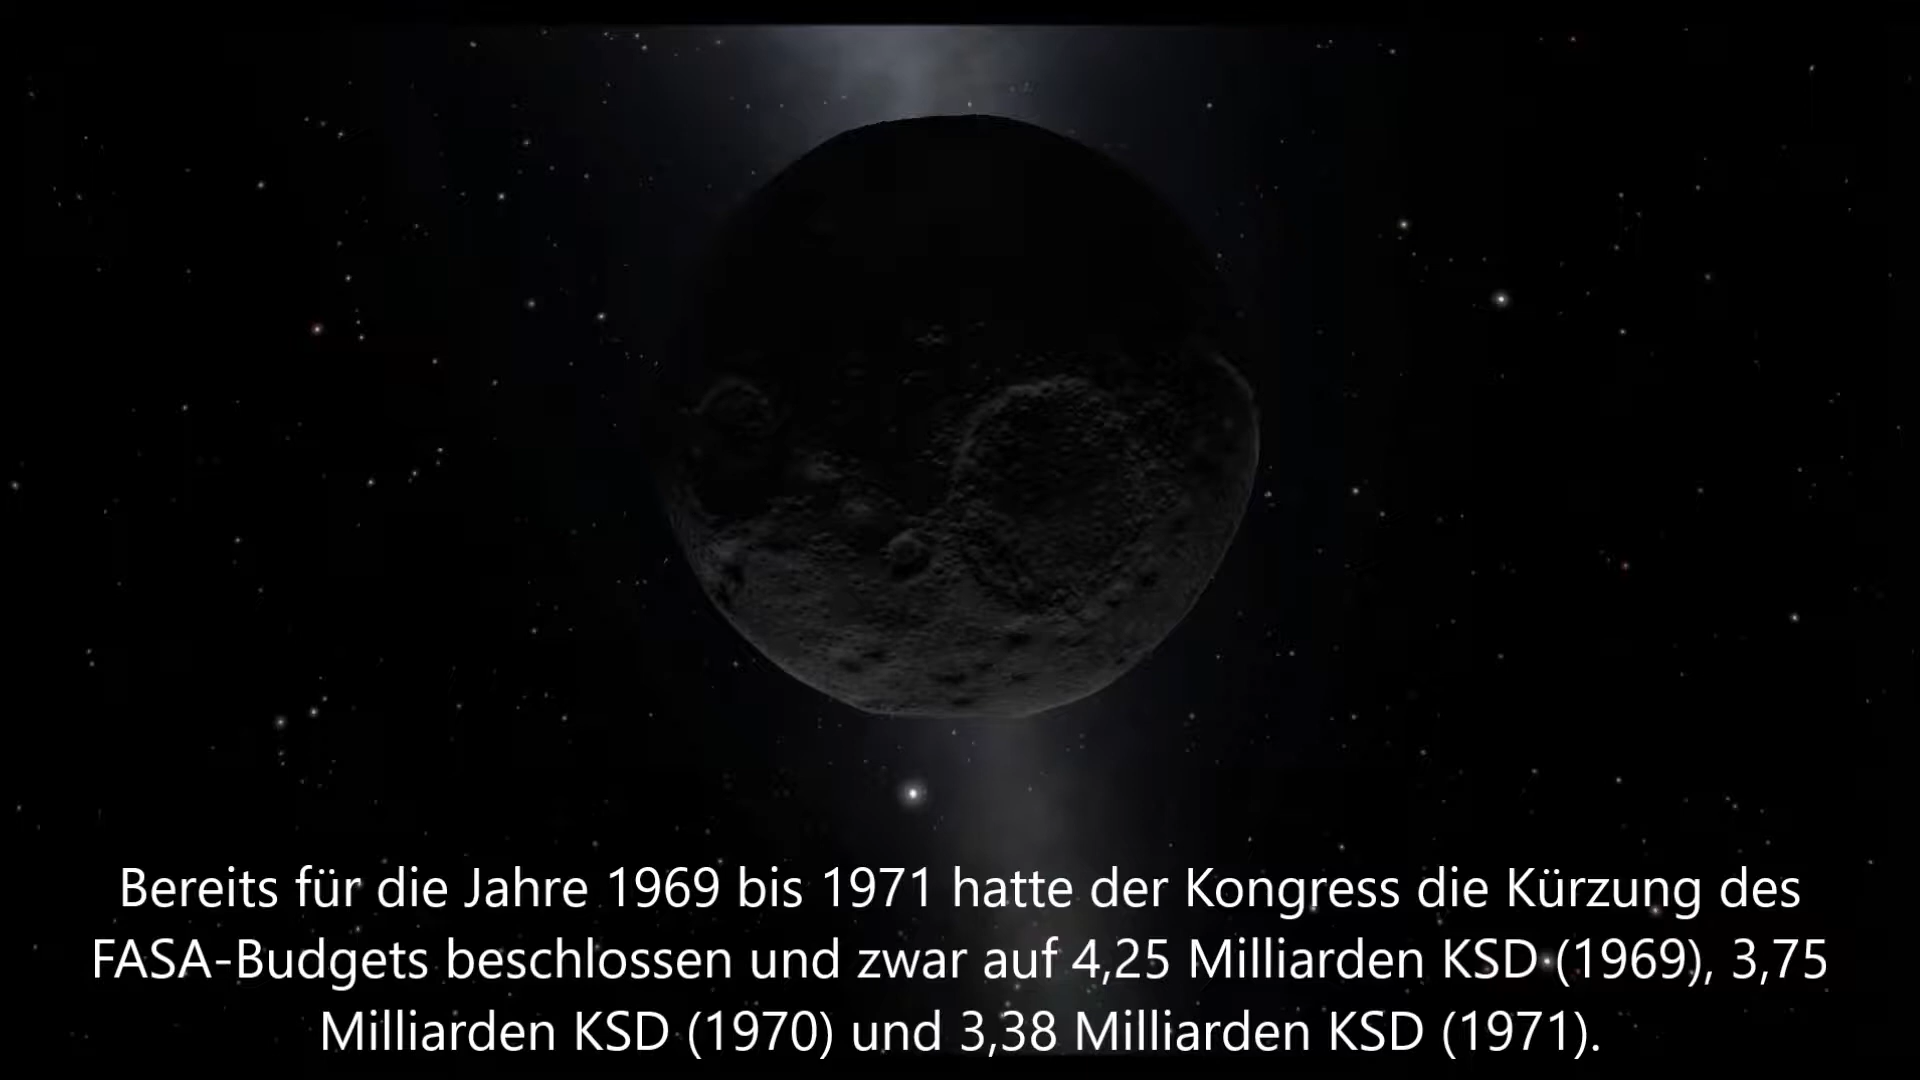 Bereits für die Jahre 1969 bis 1971 hatte der Kongress die Kürzung des
FASA-Budgets beschlossen und zwar auf 4,25 Milliarden KSD (1969), 3,75
Milliarden KSD (1970) und 3,38 Milliarden KSD (1971).